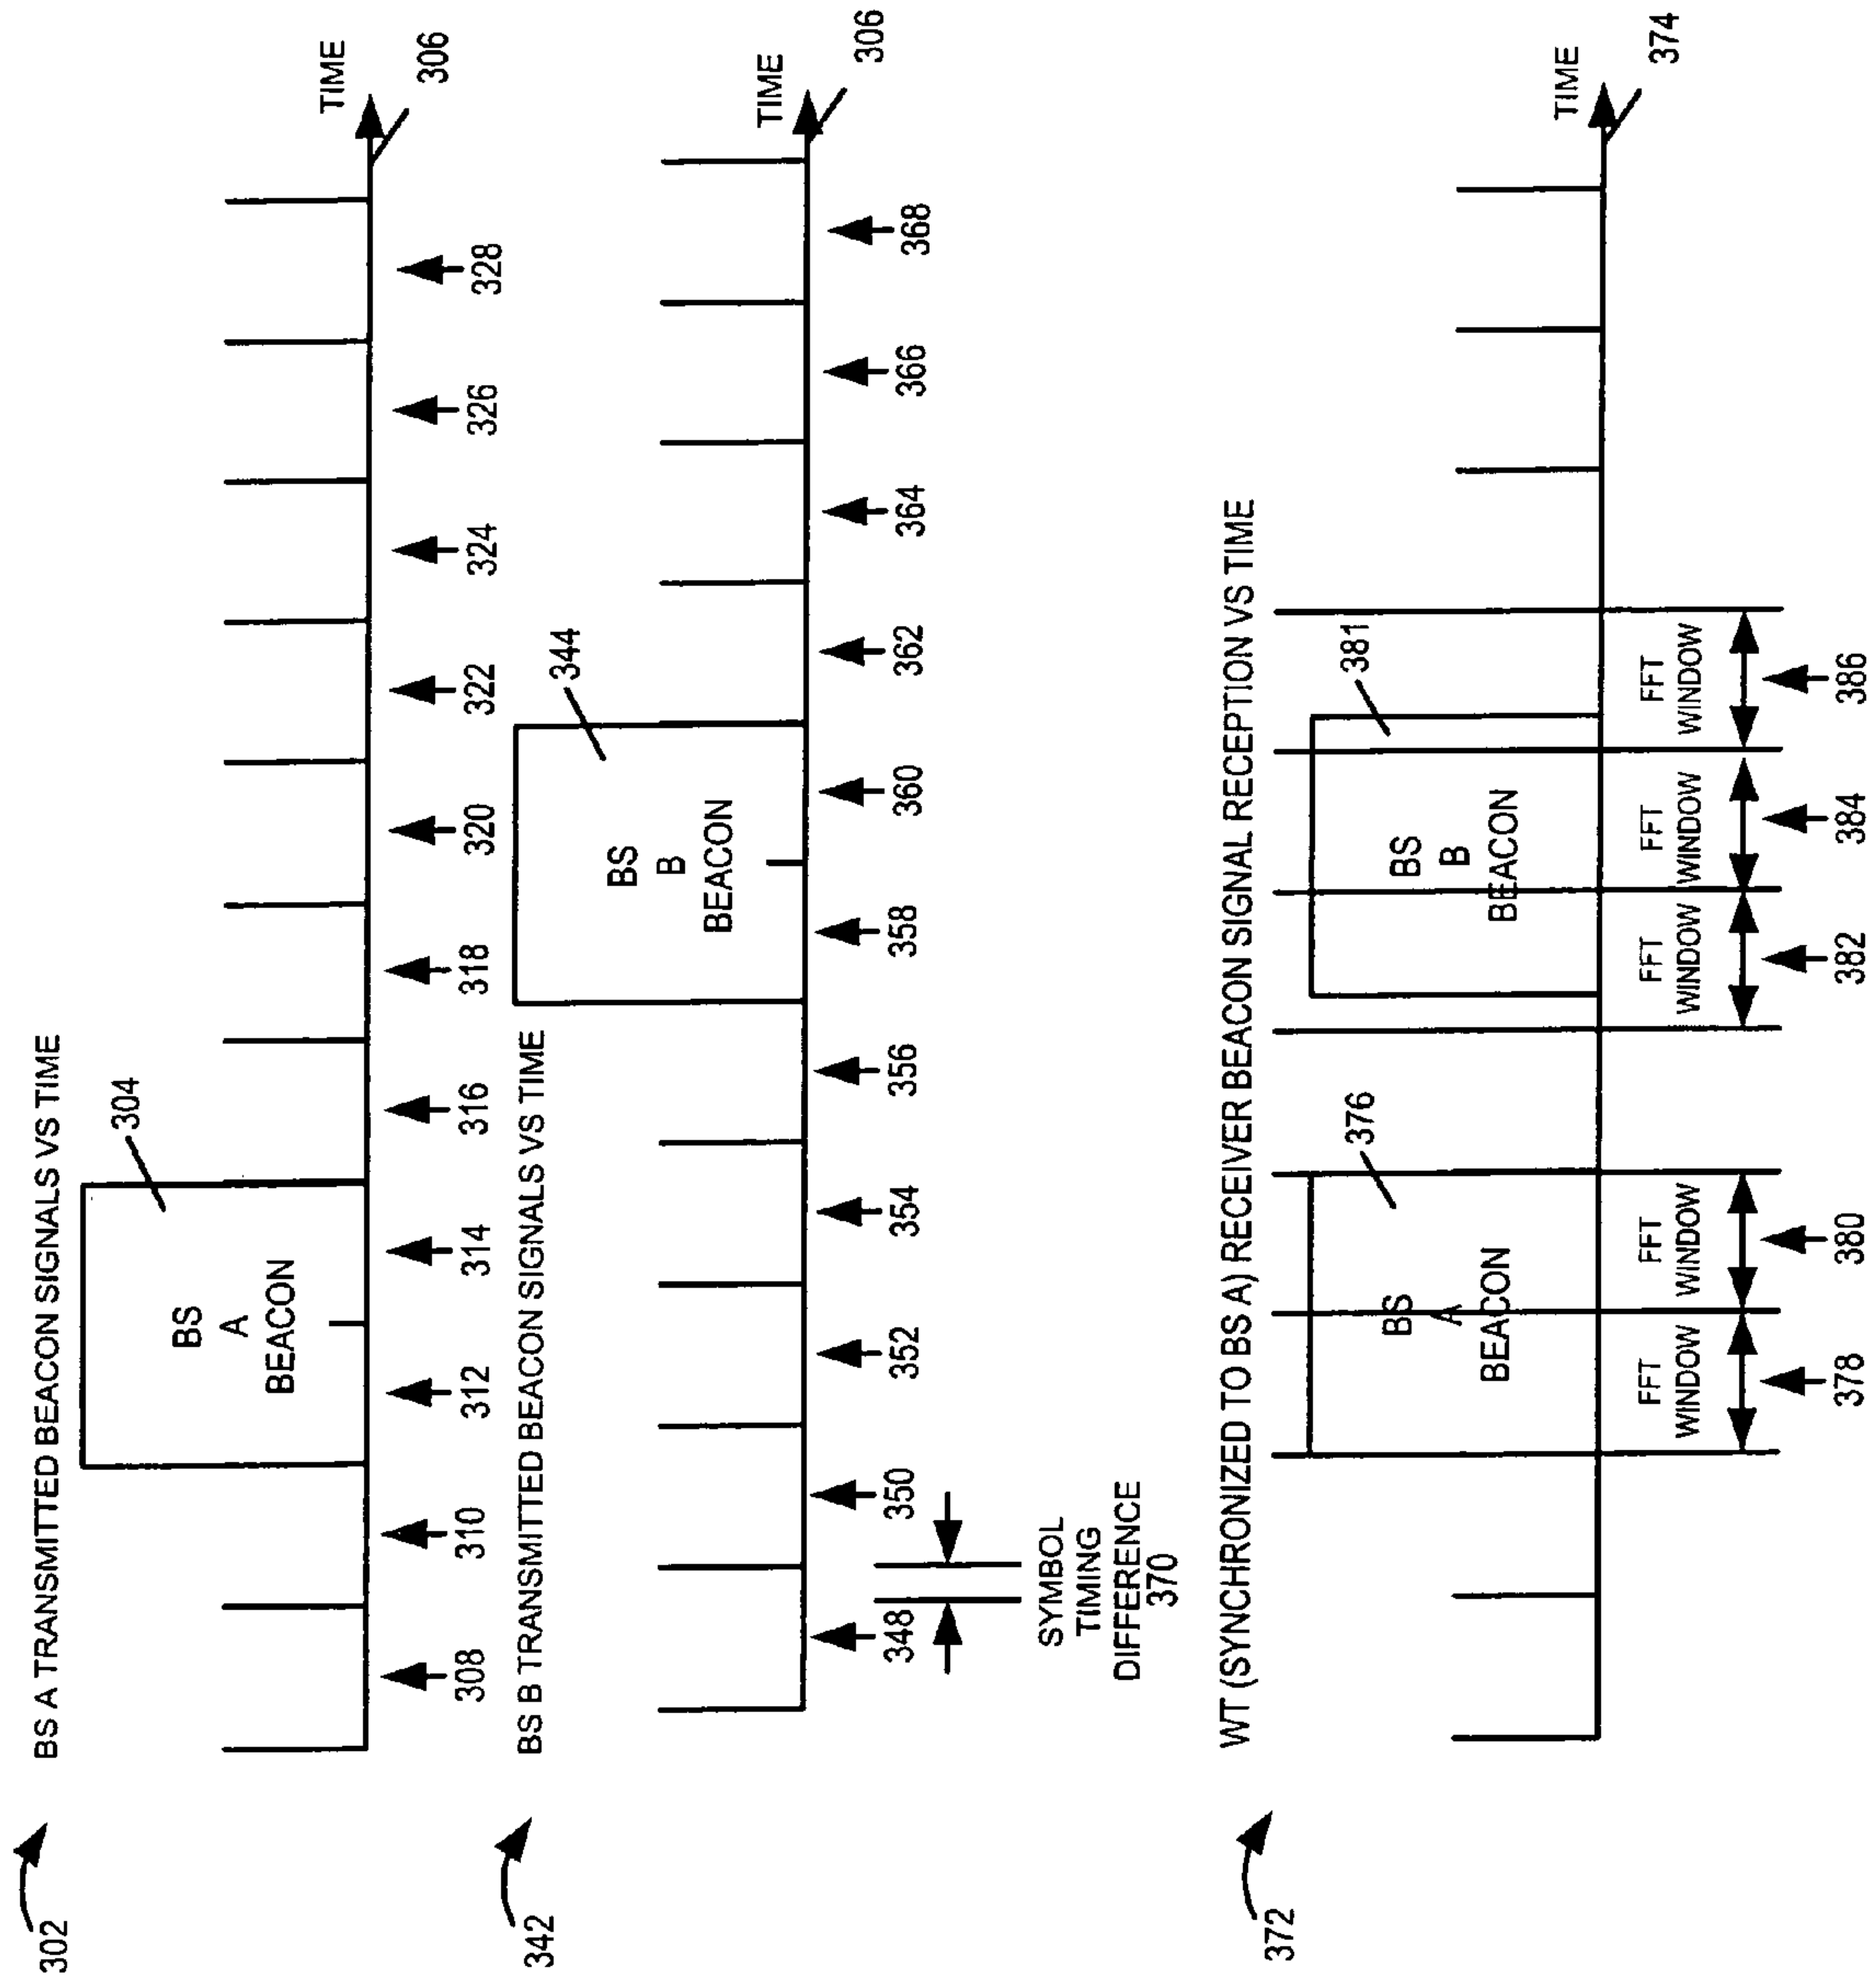 302
BS A TRANSMITTED BEACON SIGNALS VS TIME
304
BS
A
BEACON
TIME
306
308
310
312
314
316
318
320
322
324
326
328
342
BS B TRANSMITTED BEACON SIGNALS VS TIME
344
BS
B
BEACON
TIME
306
348
350
352
354
356
358
360
362
364
366
368
SYMBOL
TIMING
DIFFERENCE
370
372
WT (SYNCHRONIZED TO BS A) RECEIVER BEACON SIGNAL RECEPTION VS TIME
376
BS
A
BEACON
381
BS
B
BEACON
TIME
374
FFT
WINDOW
FFT
WINDOW
FFT
WINDOW
FFT
WINDOW
FFT
WINDOW
378
380
382
384
386